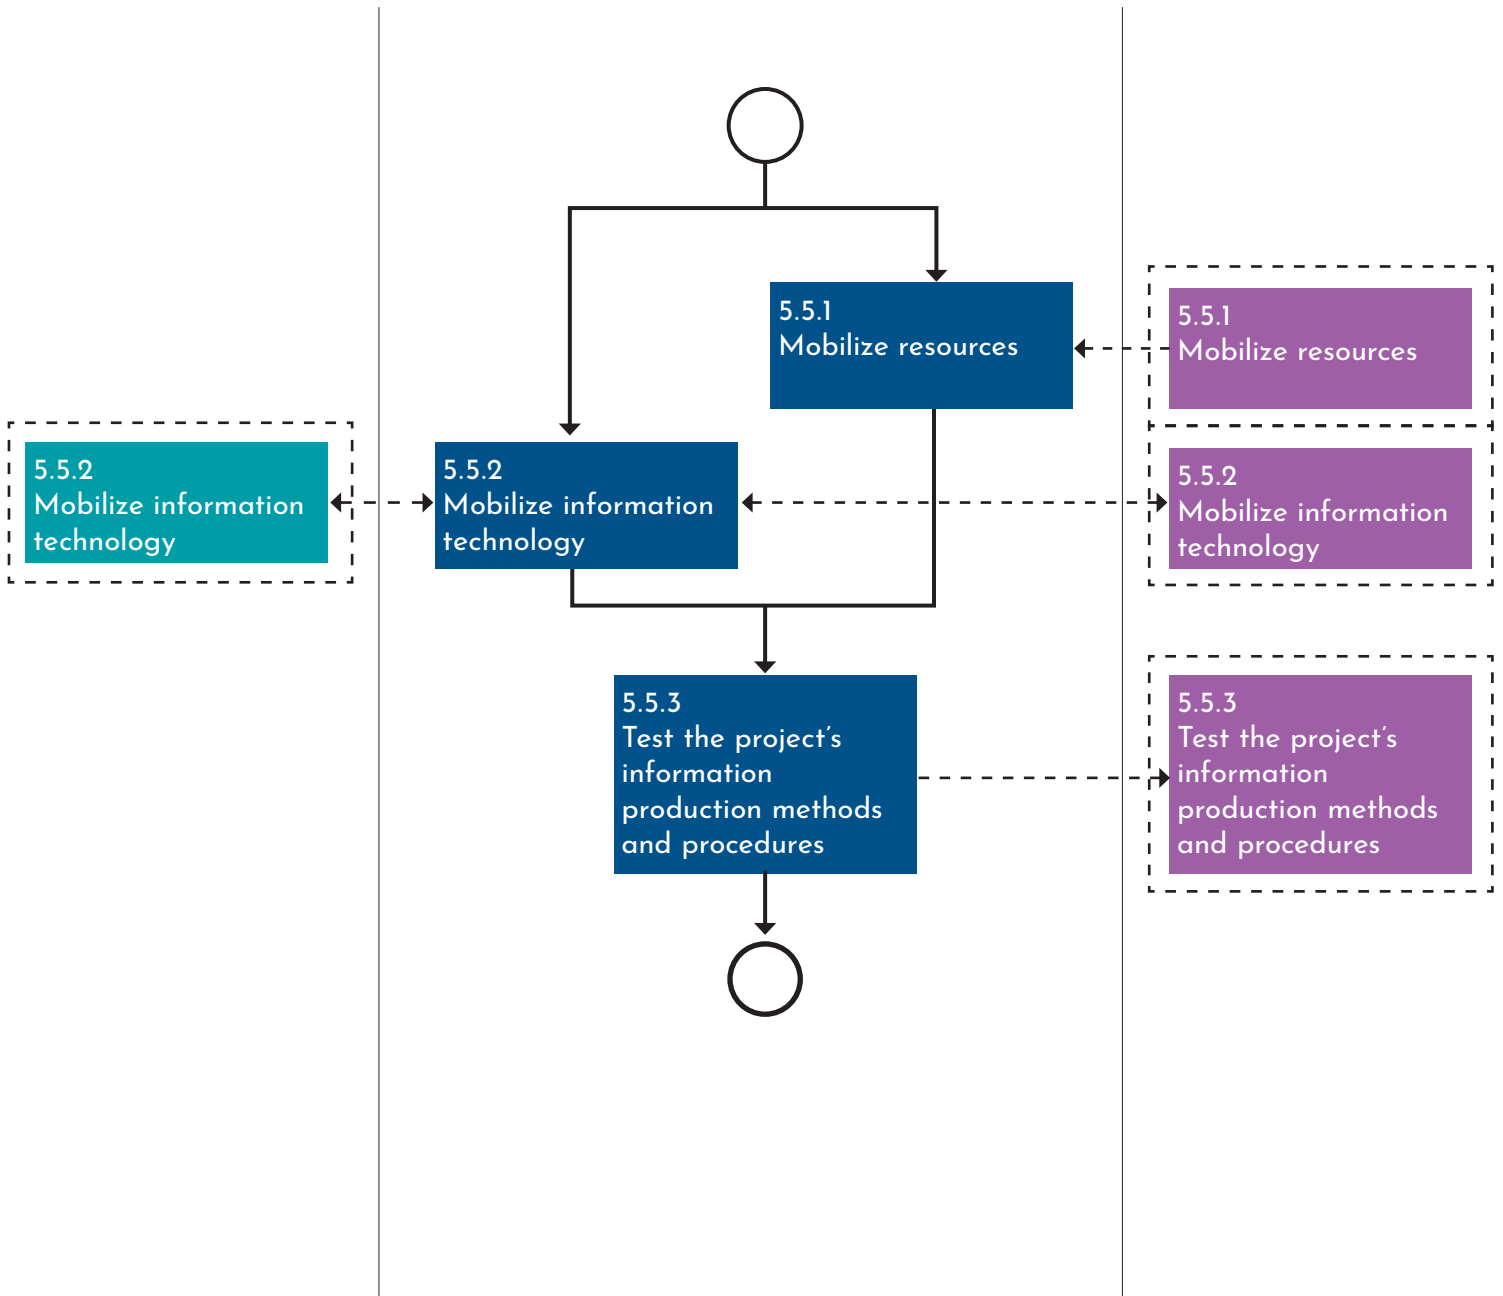 5.5.1
Mobilize resources
5.5.1
Mobilize resources
5.5.2
Mobilize information
technology
5.5.2
Mobilize information
technology
5.5.2
Mobilize information
technology
5.5.3
Test the project's
information
production methods
and procedures
5.5.3
Test the project's
information
production methods
and procedures